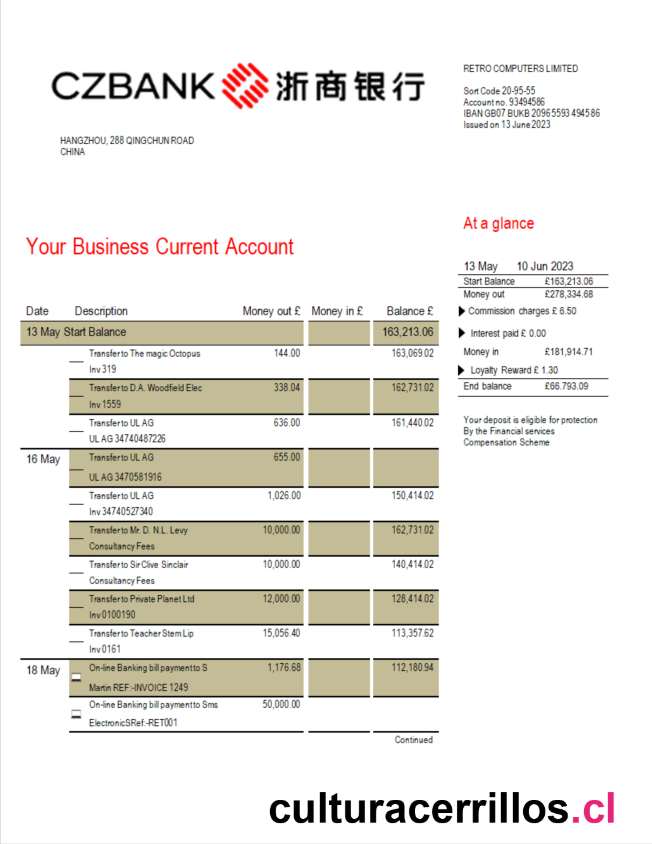 CZBANK 浙商银行
HANGZHOU, 288 QINGCHUN ROAD
CHINA
RETRO COMPUTERS LIMITED
Sort Code 20-95-55
Account no. 93494586
IBAN GB07 BUKB 2096 5593 4945 86
Issued on 13 June 2023
Your Business Current Account
At a glance
13 May 10 Jun 2023
Start Balance £163,213.06
Money out £278,334.68
Commission charges £ 6.50
Interest paid £ 0.00
Money in £181,914.71
Loyalty Reward £ 1.30
End balance £66.793.09
Your deposit is eligible for protection
By the Financial services
Compensation Scheme
Date Description Money out £ Money in £ Balance £
13 May Start Balance 163,213.06
Transfer to The magic Octopus 144.00 163,069.02
Inv 319
Transfer to D.A. Woodfield Elec 338.04 162,731.02
Inv 1559
Transfer to UL AG 636.00 161,440.02
UL AG 34740487226
16 May Transfer to UL AG 655.00
UL AG 3470581916
Transfer to UL AG 1,026.00 150,414.02
Inv 34740527340
Transfer to Mr. D. N.L. Levy 10,000.00 162,731.02
Consultancy Fees
Transfer to Sir Clive Sinclair 10,000.00 140,414.02
Consultancy Fees
Transfer to Private Planet Ltd 12,000.00 128,414.02
Inv 0100190
Transfer to Teacher Stem Lip 15,056.40 113,357.62
Inv 0161
18 May On-line Banking bill payment to S 1,176.68 112,180.94
Martin REF:-INVOICE 1249
On-line Banking bill payment to Sms 50,000.00
ElectronicSRef:-RET001
Continued
culturacerrillos.cl